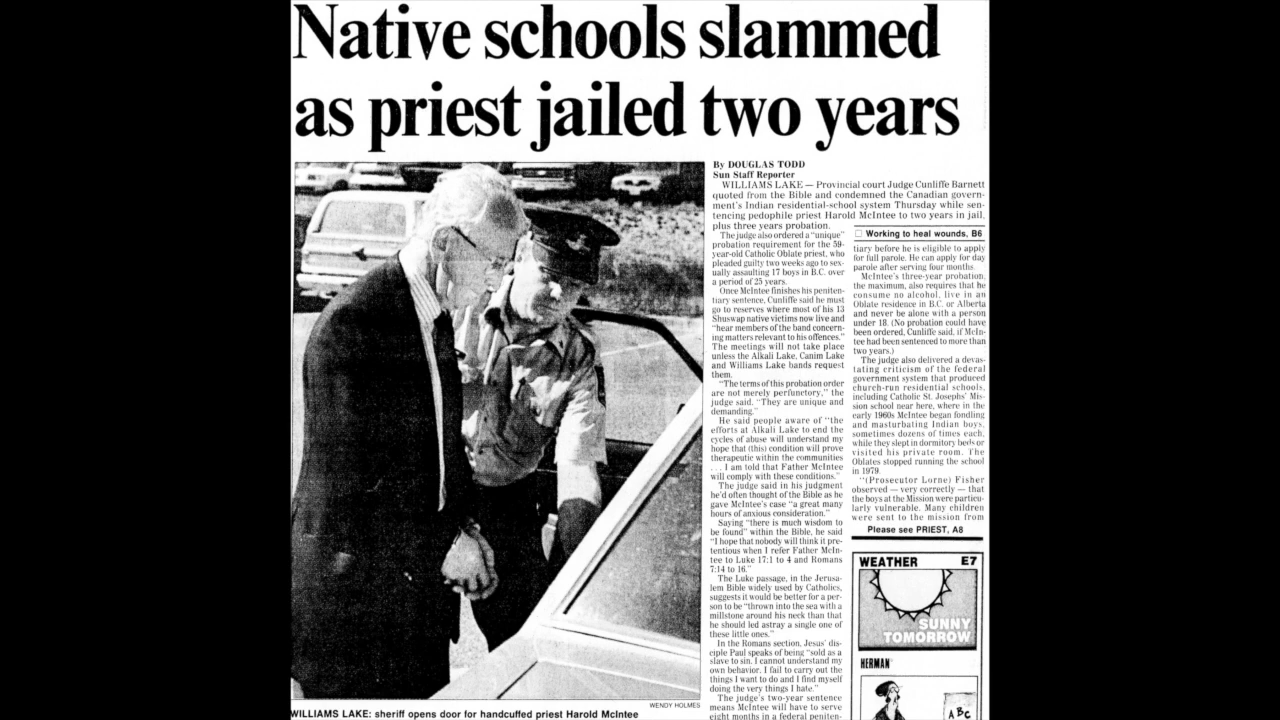 Native schools slammed
as priest jailed two years
By DOUGLAS TODD
Sun Staff Reporter
WILLIAMS LAKE — Provincial court Judge Cunliffe Barnett
quoted from the Bible and condemned the Canadian govern-
ment's Indian residential-school system Thursday while sen-
tencing pedophile priest Harold McIntee to two years in jail,
plus three years probation.
The judge also ordered a "unique"
probation requirement for the 59-
year-old Catholic Oblate priest, who
pleaded guilty two weeks ago to sex-
ually assaulting 17 boys in B.C. over
a period of 25 years.
Once McIntee finishes his peniten-
tiary sentence, Cunliffe said he must
go to reserves where most of his 13
Shuswap native victims now live and
"hear members of the band concern-
ing matters relevant to his offences."
The meetings will not take place
unless the Alkali Lake, Canim Lake
and Williams Lake bands request
them.
"The terms of this probation order
are not merely perfunctory," the
judge said. "They are unique and
demanding."
He said people aware of "the
efforts at Alkali Lake to end the
cycles of abuse will understand my
hope that (this) condition will prove
therapeutic within the communities
. . . I am told that Father McIntee
will comply with these conditions."
The judge said in his judgment
he'd often thought of the Bible as he
gave McIntee's case "a great many
hours of anxious consideration."
Saying "there is much wisdom to
be found" within the Bible, he said
"I hope that nobody will think it pre-
tentious when I refer Father McIn-
tee to Luke 17:1 to 4 and Romans
7:14 to 16."
The Luke passage, in the Jerusa-
lem Bible widely used by Catholics,
suggests it would be better for a per-
son to be "thrown into the sea with a
millstone around his neck than that
he should led astray a single one of
these little ones."
In the Romans section, Jesus' dis-
ciple Paul speaks of being "sold as a
slave to sin. I cannot understand my
own behavior. I fail to carry out the
things I want to do and I find myself
doing the very things I hate."
The judge's two-year sentence
means McIntee will have to serve
eight months in a federal peniten-
Working to heal wounds, B6
tiary before he is eligible to apply
for full parole. He can apply for day
parole after serving four months.
McIntee's three-year probation,
the maximum, also requires that he
consume no alcohol, live in an
Oblate residence in B.C. or Alberta
and never be alone with a person
under 18. (No probation could have
been ordered, Cunliffe said, if McIn-
tee had been sentenced to more than
two years.)
The judge also delivered a devas-
tating criticism of the federal
government system that produced
church-run residential schools,
including Catholic St. Josephs' Mis-
sion school near here, where in the
early 1960s McIntee began fondling
and masturbating Indian boys,
sometimes dozens of times each,
while they slept in dormitory beds or
visited his private room. The
Oblates stopped running the school
in 1979.
"(Prosecutor Lorne) Fisher
observed — very correctly — that
the boys at the Mission were particu-
larly vulnerable. Many children
were sent to the mission from
Please see PRIEST, A8
WEATHER E7
SUNNY
TOMORROW
HERMAN
A B C
WENDY HOLMES
WILLIAMS LAKE: sheriff opens door for handcuffed priest Harold McIntee